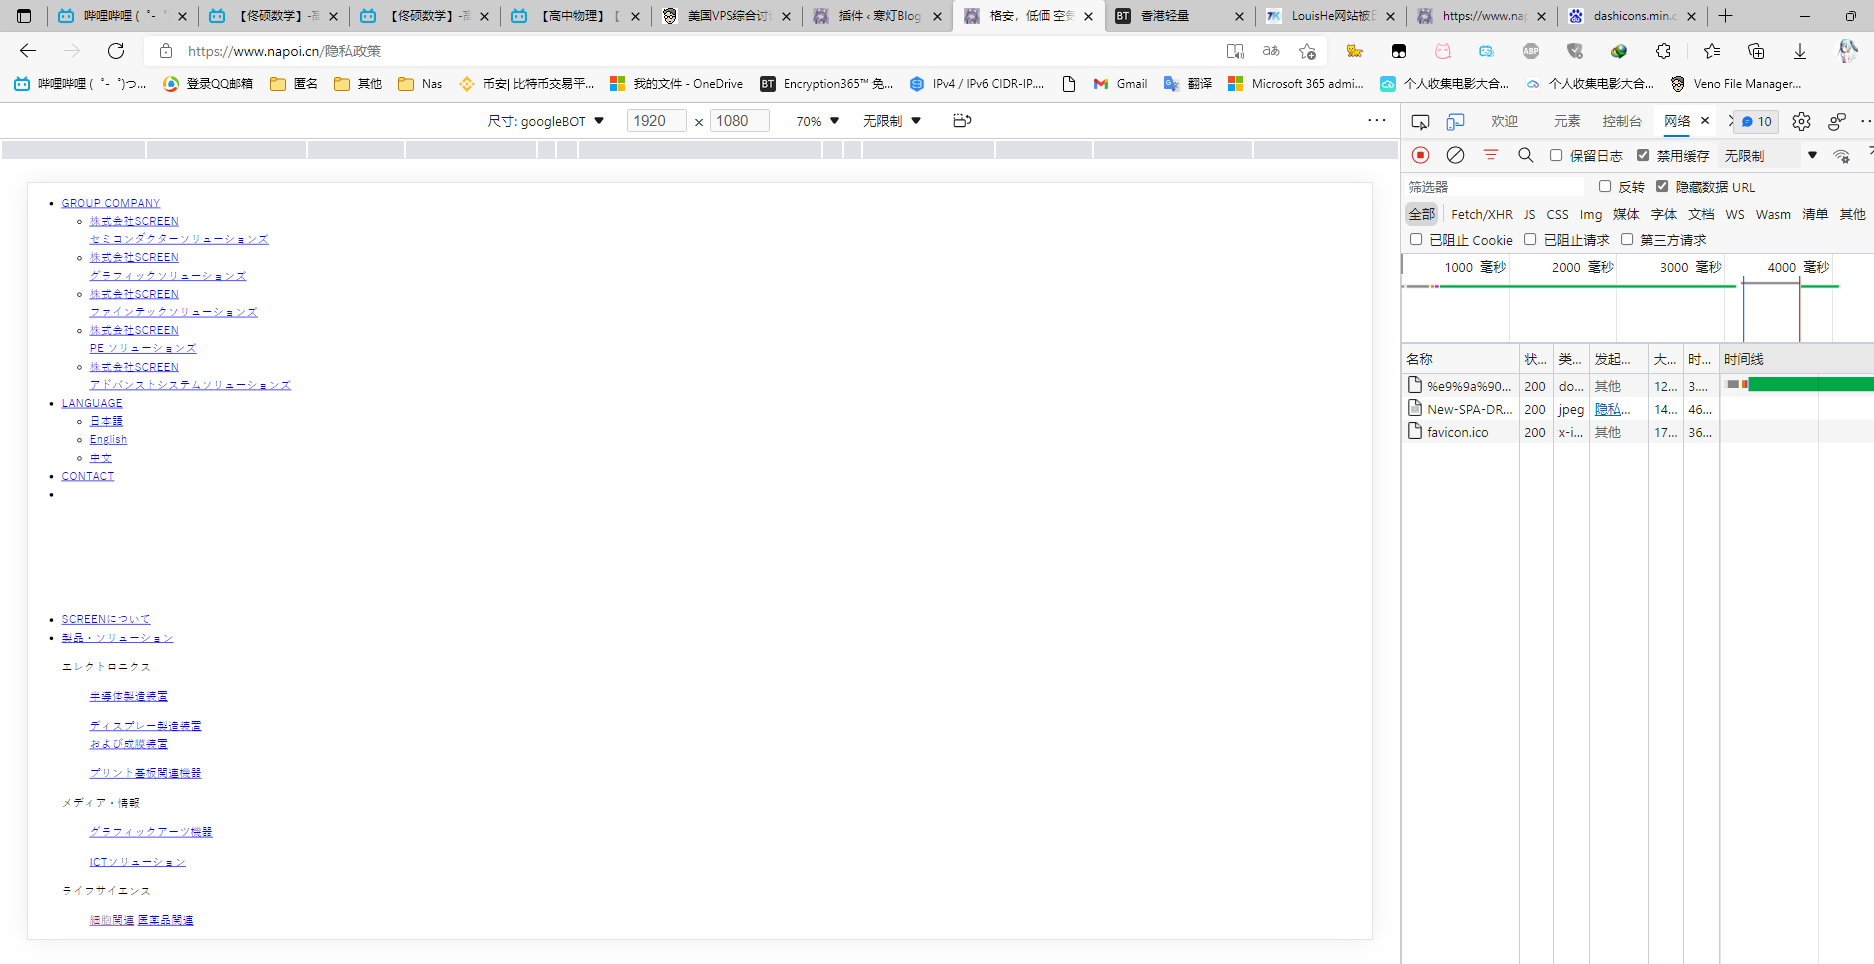 哔哩哔哩 (゜-゜
【佟硕数学】-高
【佟硕数学】-高
【高中物理】【
美国VPS综合讨论
插件 ‹ 寒灯Blog
格安，低価 空気
香港轻量
LouisHe网站被
https://www.nap
dashicons.min.c
https://www.napoi.cn/隐私政策
哔哩哔哩 (゜-゜)つ...
登录QQ邮箱
匿名
其他
Nas
币安| 比特币交易平...
我的文件 - OneDrive
Encryption365™ 免...
IPv4 / IPv6 CIDR-IP....
Gmail
翻译
Microsoft 365 admi...
个人收集电影大合...
个人收集电影大合...
Veno File Manager...
尺寸: googleBOT
1920
×
1080
70%
无限制
欢迎
元素
控制台
网络
10
保留日志
禁用缓存
无限制
筛选器
反转
隐藏数据 URL
全部 Fetch/XHR JS CSS Img 媒体 字体 文档 WS Wasm 清单 其他
已阻止 Cookie
已阻止请求
第三方请求
1000 毫秒
2000 毫秒
3000 毫秒
4000 毫秒
名称 状... 类... 发起... 大... 时... 时间线
%e9%9a%90... 200 do... 其他 12... 3....
New-SPA-DR... 200 jpeg 隐私... 14... 46...
favicon.ico 200 x-i... 其他 17... 36...
GROUP COMPANY
株式会社SCREEN
セミコンダクターソリューションズ
株式会社SCREEN
グラフィックソリューションズ
株式会社SCREEN
ファインテックソリューションズ
株式会社SCREEN
PE ソリューションズ
株式会社SCREEN
アドバンストシステムソリューションズ
LANGUAGE
日本語
English
中文
CONTACT
SCREENについて
製品・ソリューション
エレクトロニクス
半導体製造装置
ディスプレー製造装置
および成膜装置
プリント基板関連機器
メディア・情報
グラフィックアーツ機器
ICTソリューション
ライフサイエンス
細胞関連 医薬品関連